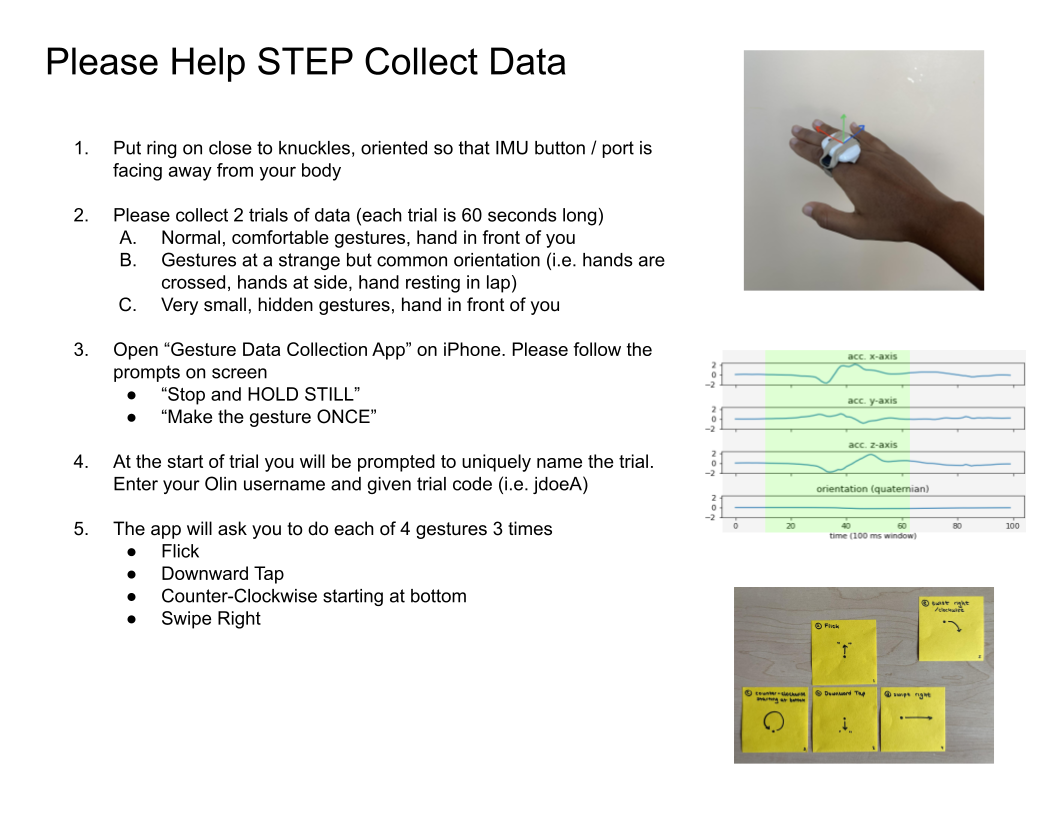 Please Help STEP Collect Data
1. Put ring on close to knuckles, oriented so that IMU button / port is
facing away from your body
2. Please collect 2 trials of data (each trial is 60 seconds long)
A. Normal, comfortable gestures, hand in front of you
B. Gestures at a strange but common orientation (i.e. hands are
crossed, hands at side, hand resting in lap)
C. Very small, hidden gestures, hand in front of you
3. Open “Gesture Data Collection App” on iPhone. Please follow the
prompts on screen
● “Stop and HOLD STILL”
● “Make the gesture ONCE”
4. At the start of trial you will be prompted to uniquely name the trial.
Enter your Olin username and given trial code (i.e. jdoeA)
5. The app will ask you to do each of 4 gestures 3 times
● Flick
● Downward Tap
● Counter-Clockwise starting at bottom
● Swipe Right
acc. x-axis
2
0
−2
acc. y-axis
2
0
−2
acc. z-axis
2
0
−2
orientation (quaternian)
2
0
−2
0 20 40 60 80 100
time (100 ms window)
swipt right
/clockwise
Flick
counter-clockwise
starting at bottom
Downward Tap
swipt right